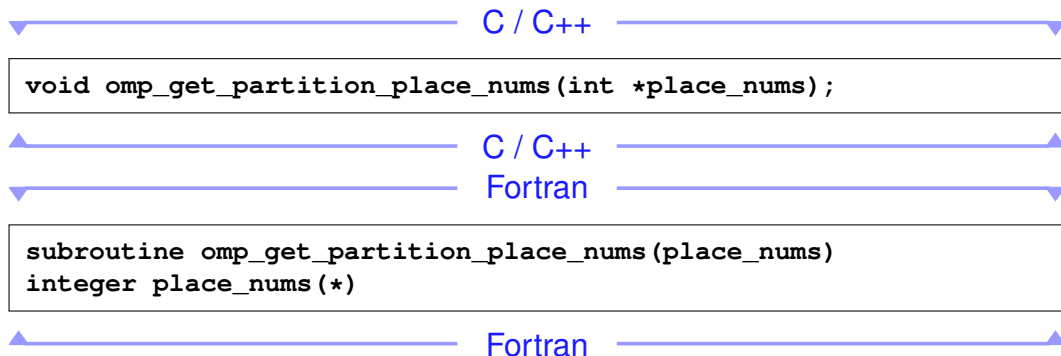 C / C++
void omp_get_partition_place_nums(int *place_nums);
C / C++
Fortran
subroutine omp_get_partition_place_nums(place_nums)
integer place_nums(*)
Fortran